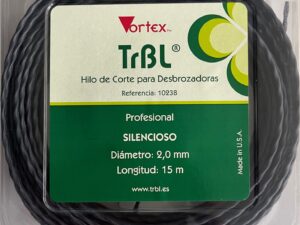 Vortex™
TrBL®
Hilo de Corte para Desbrozadoras
Referencia: 10238
Profesional
SILENCIOSO
Diámetro: 2,0 mm
Longitud: 15 m
www.trbl.es
Made in U.S.A.